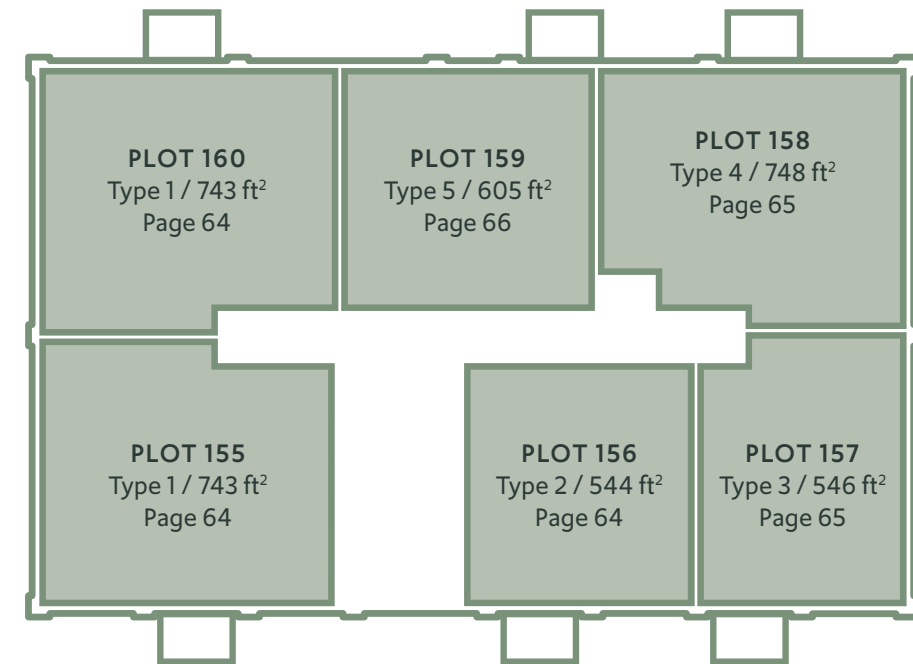 PLOT 160
Type 1 / 743 ft²
Page 64
PLOT 159
Type 5 / 605 ft²
Page 66
PLOT 158
Type 4 / 748 ft²
Page 65
PLOT 155
Type 1 / 743 ft²
Page 64
PLOT 156
Type 2 / 544 ft²
Page 64
PLOT 157
Type 3 / 546 ft²
Page 65